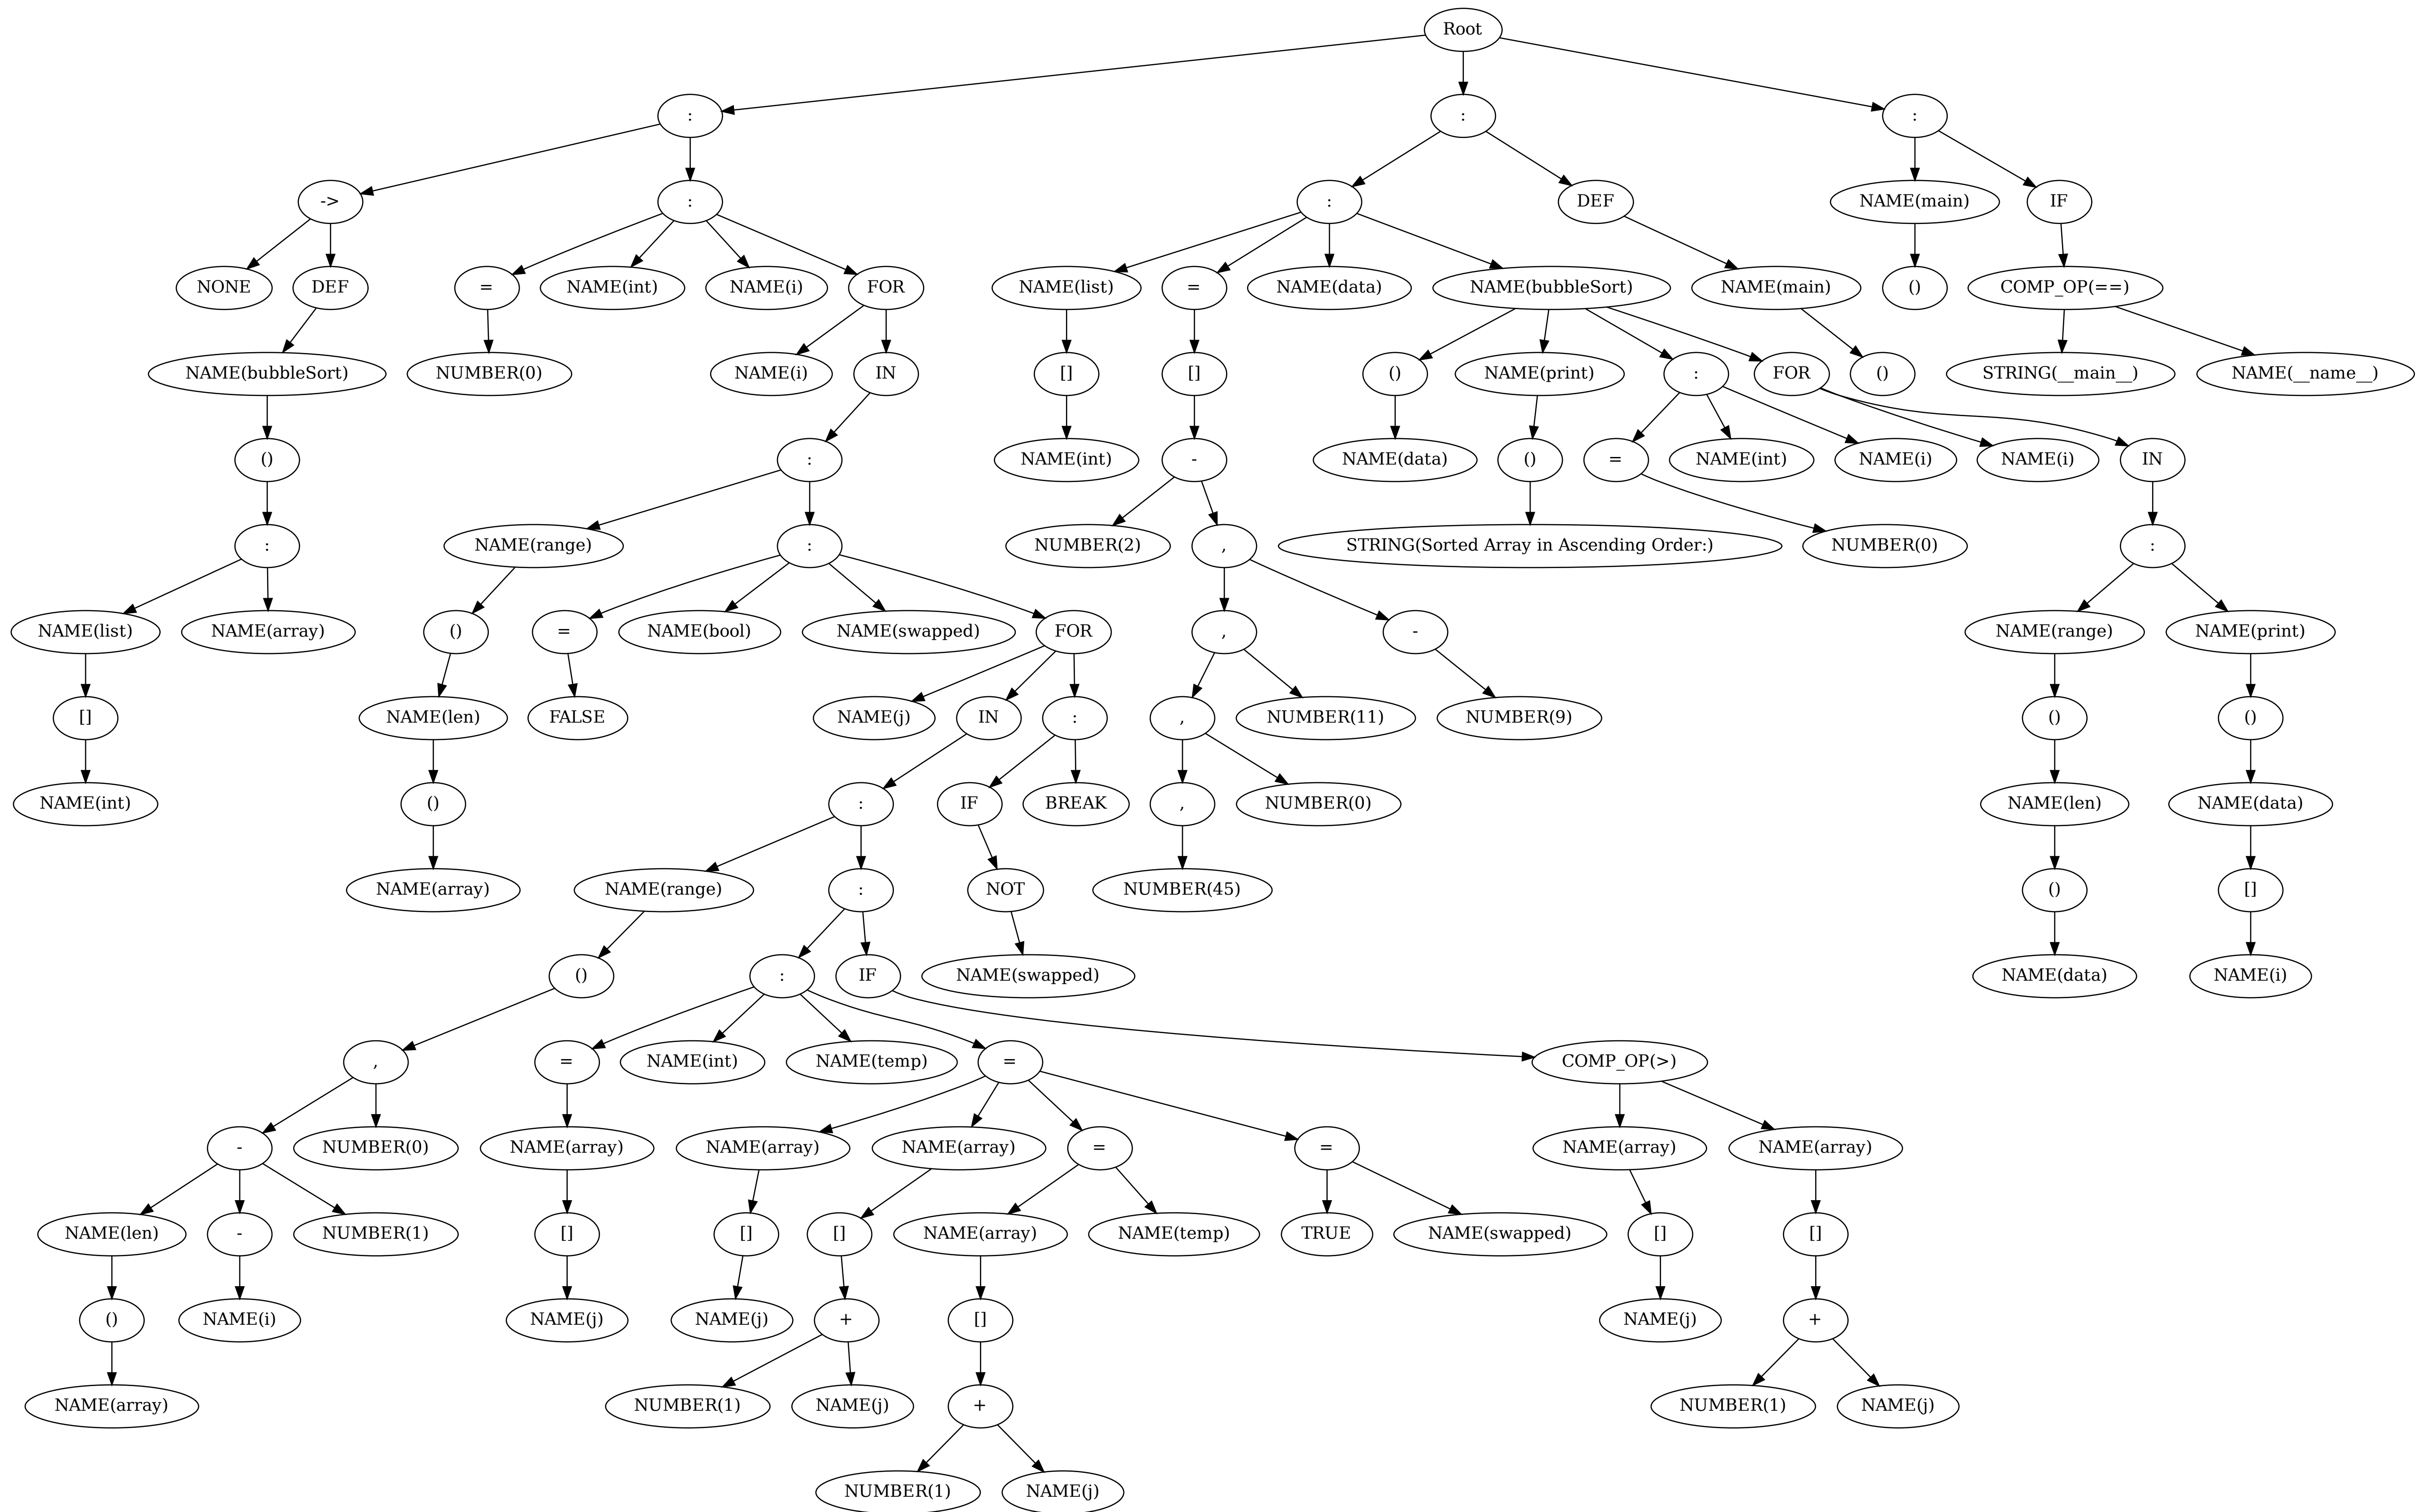 Root
:
:
:
->
:
:
DEF
NAME(main)
IF
NONE
DEF
=
NAME(int)
NAME(i)
FOR
NAME(list)
=
NAME(data)
NAME(bubbleSort)
NAME(main)
()
COMP_OP(==)
NAME(bubbleSort)
NUMBER(0)
NAME(i)
IN
[]
[]
()
NAME(print)
:
FOR
()
STRING(__main__)
NAME(__name__)
()
:
NAME(int)
-
NAME(data)
()
=
NAME(int)
NAME(i)
NAME(i)
IN
:
NAME(range)
:
NUMBER(2)
,
STRING(Sorted Array in Ascending Order:)
NUMBER(0)
:
NAME(list)
NAME(array)
()
=
NAME(bool)
NAME(swapped)
FOR
,
-
NAME(range)
NAME(print)
[]
NAME(len)
FALSE
NAME(j)
IN
:
,
NUMBER(11)
NUMBER(9)
()
()
NAME(int)
()
:
IF
BREAK
,
NUMBER(0)
NAME(len)
NAME(data)
NAME(array)
NAME(range)
:
NOT
NUMBER(45)
()
[]
()
:
IF
NAME(swapped)
NAME(data)
NAME(i)
,
=
NAME(int)
NAME(temp)
=
COMP_OP(>)
-
NUMBER(0)
NAME(array)
NAME(array)
NAME(array)
=
=
NAME(array)
NAME(array)
NAME(len)
-
NUMBER(1)
[]
[]
[]
NAME(array)
NAME(temp)
TRUE
NAME(swapped)
[]
[]
()
NAME(i)
NAME(j)
NAME(j)
+
[]
NAME(j)
+
NAME(array)
NUMBER(1)
NAME(j)
+
NUMBER(1)
NAME(j)
NUMBER(1)
NAME(j)